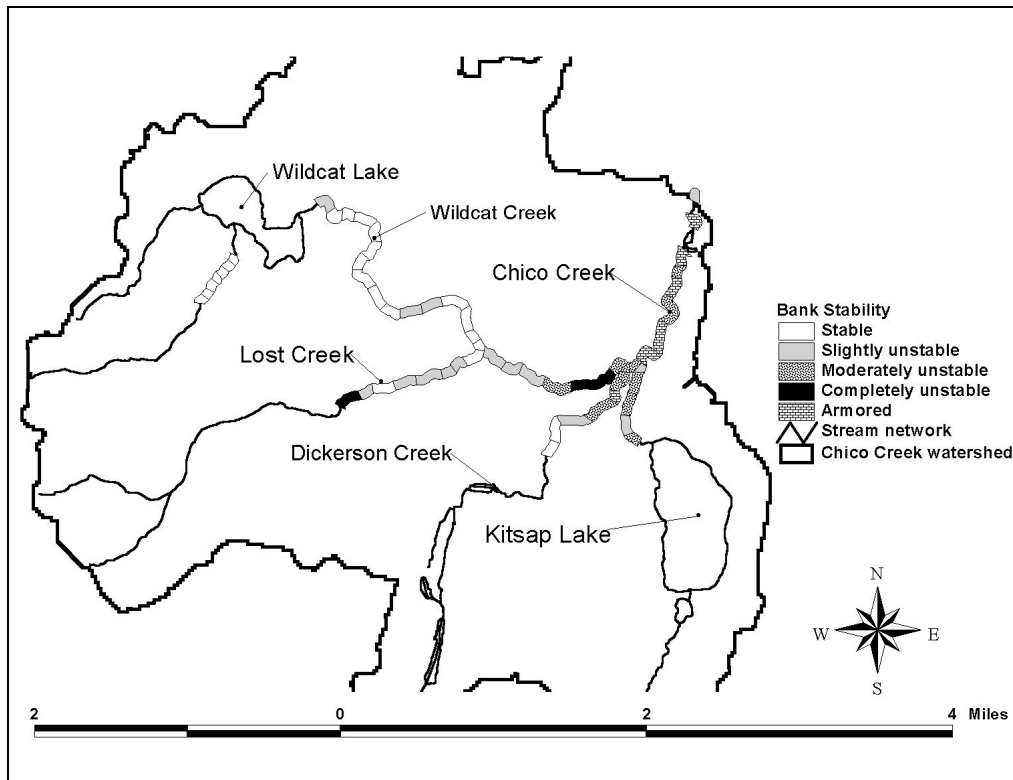 Wildcat Lake
Wildcat Creek
Chico Creek
Lost Creek
Dickerson Creek
Kitsap Lake
Bank Stability
Stable
Slightly unstable
Moderately unstable
Completely unstable
Armored
Stream network
Chico Creek watershed
N
W E
S
2 0 2 4 Miles